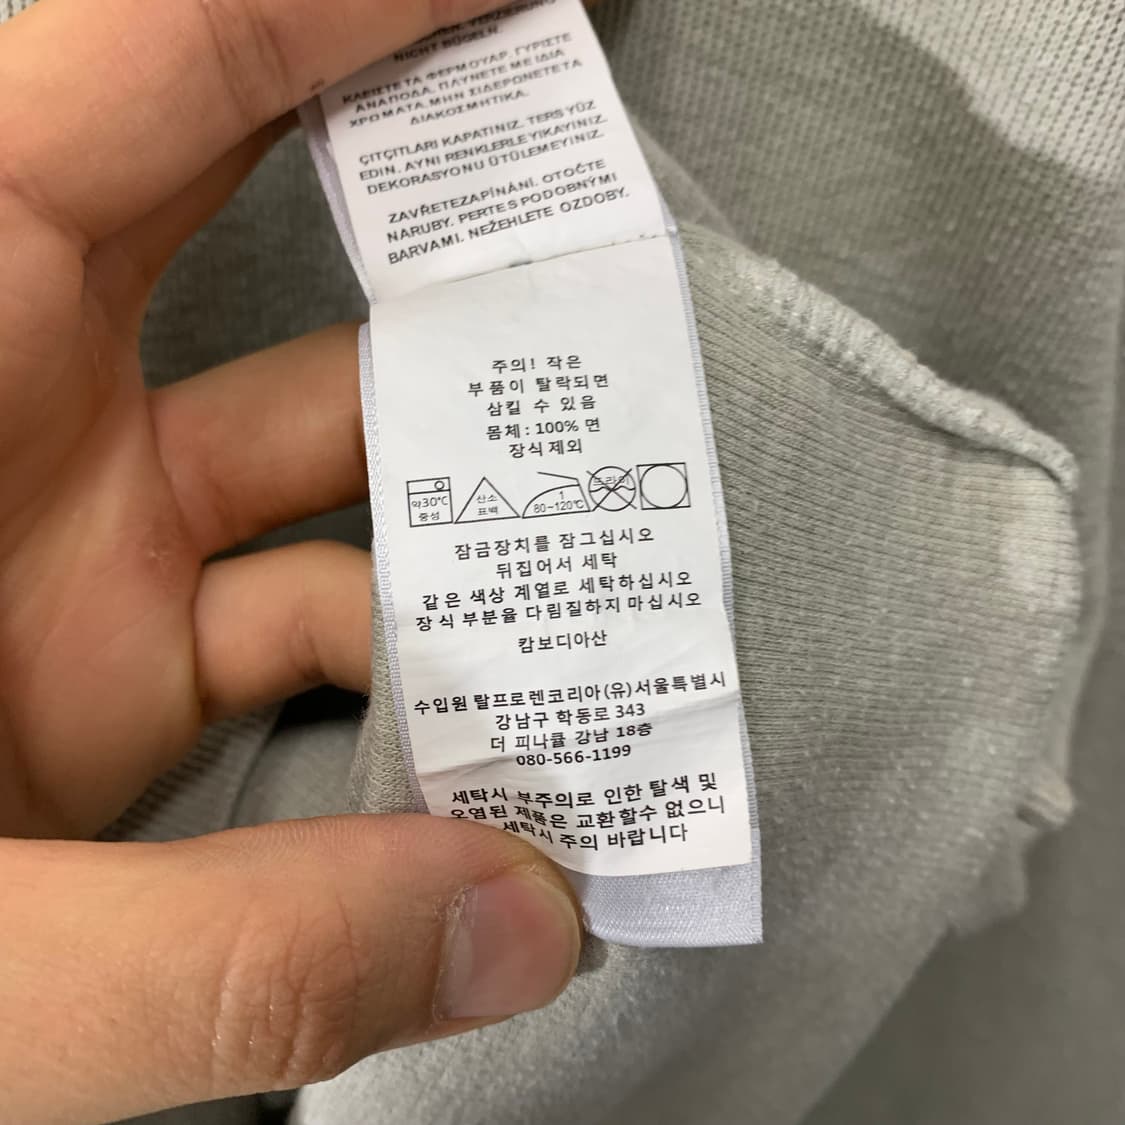 NICHT BÜGELN.
ΚΛΕΙΣΤΕ ΤΑ ΦΕΡΜΟΥΑΡ. ΓΥΡΙΣΤΕ
ΑΝΑΠΟΔΑ. ΠΛΥΝΕΤΕ ΜΕ ΙΔΙΑ
ΧΡΩΜΑΤΑ. ΜΗΝ ΣΙΔΕΡΩΝΕΤΕ ΤΑ
ΔΙΑΚΟΣΜΗΤΙΚΑ.
ÇITÇITLARI KAPATINIZ. TERS YÜZ
EDIN. AYNI RENKLERLE YIKAYINIZ.
DEKORASYONU ÜTÜLEMEYINIZ.
ZAVŘETE ZAPÍNÁNÍ. OTOČTE
NARUBY. PERTE S PODOBNÝMI
BARVAMI. NEŽEHLETE OZDOBY.
주의! 작은
부품이 탈락되면
삼킬 수 있음
몸체: 100% 면
장식 제외
약30°C
중성
산소
표백
1
80-120℃
드라이
잠금장치를 잠그십시오
뒤집어서 세탁
같은 색상 계열로 세탁하십시오
장식 부분을 다림질하지 마십시오
캄보디아산
수입원 랄프로렌코리아(유)서울특별시
강남구 학동로 343
더 피나클 강남 18층
080-566-1199
세탁시 부주의로 인한 탈색 및
오염된 제품은 교환할수 없으니
세탁시 주의 바랍니다